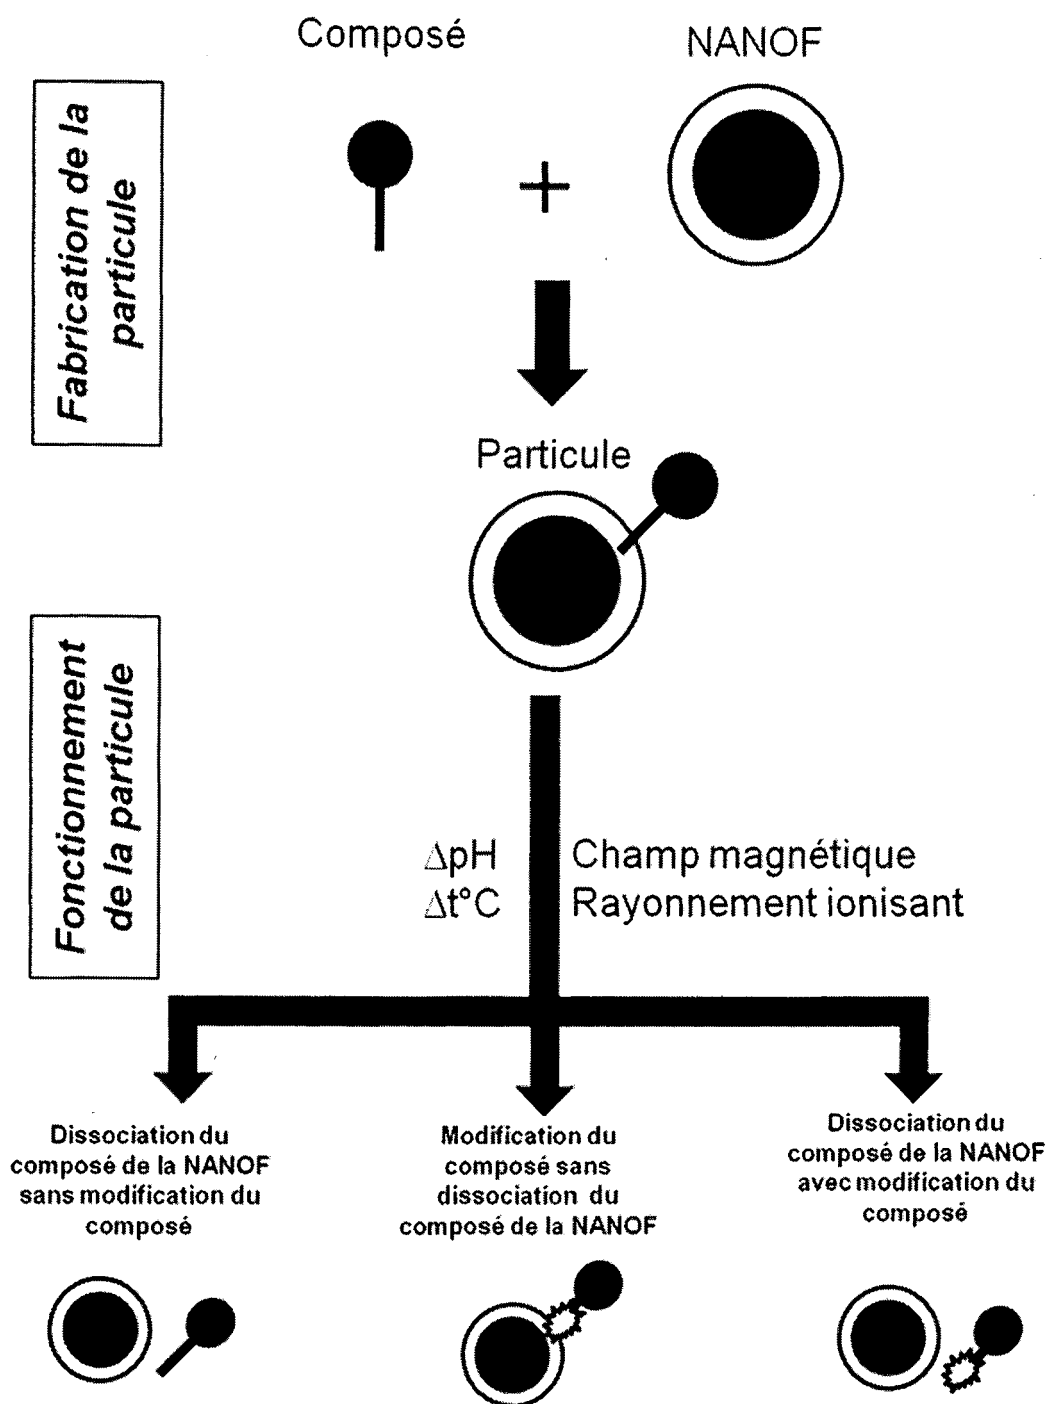 Composé
NANOF
Fabrication de la
particule
+
Particule
Fonctionnement
de la particule
ΔpH
Δt°C
Champ magnétique
Rayonnement ionisant
Dissociation du
composé de la NANOF
sans modification du
composé
Modification du
composé sans
dissociation du
composé de la NANOF
Dissociation du
composé de la NANOF
avec modification du
composé